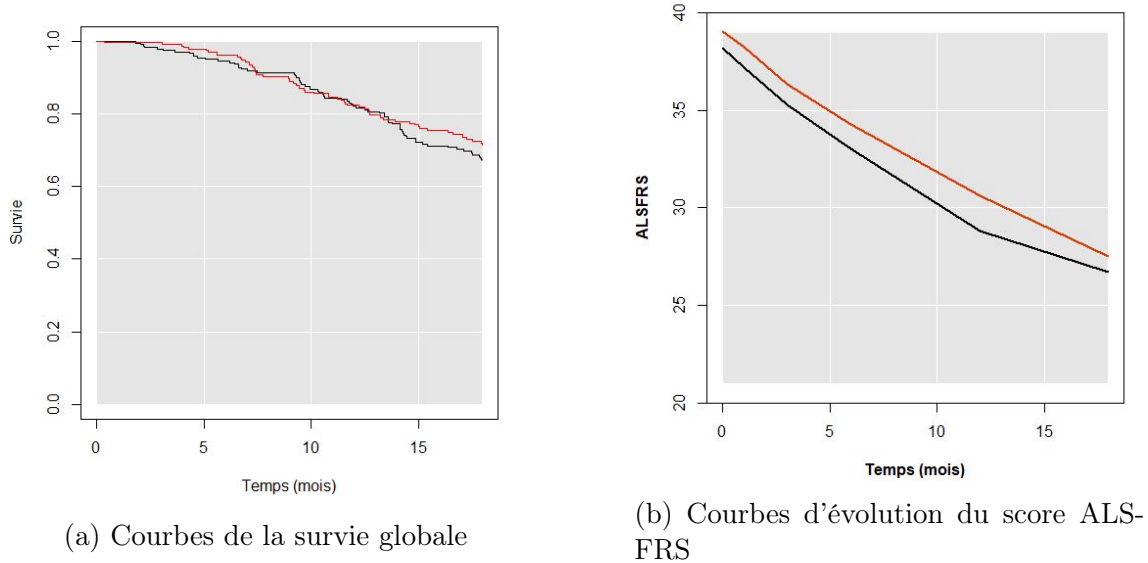 1.0
0.8
0.6
0.4
0.2
0.0
Survie
0 5 10 15
Temps (mois)
(a) Courbes de la survie globale
40
35
30
25
20
ALSFRS
0 5 10 15
Temps (mois)
(b) Courbes d'évolution du score ALS-
FRS